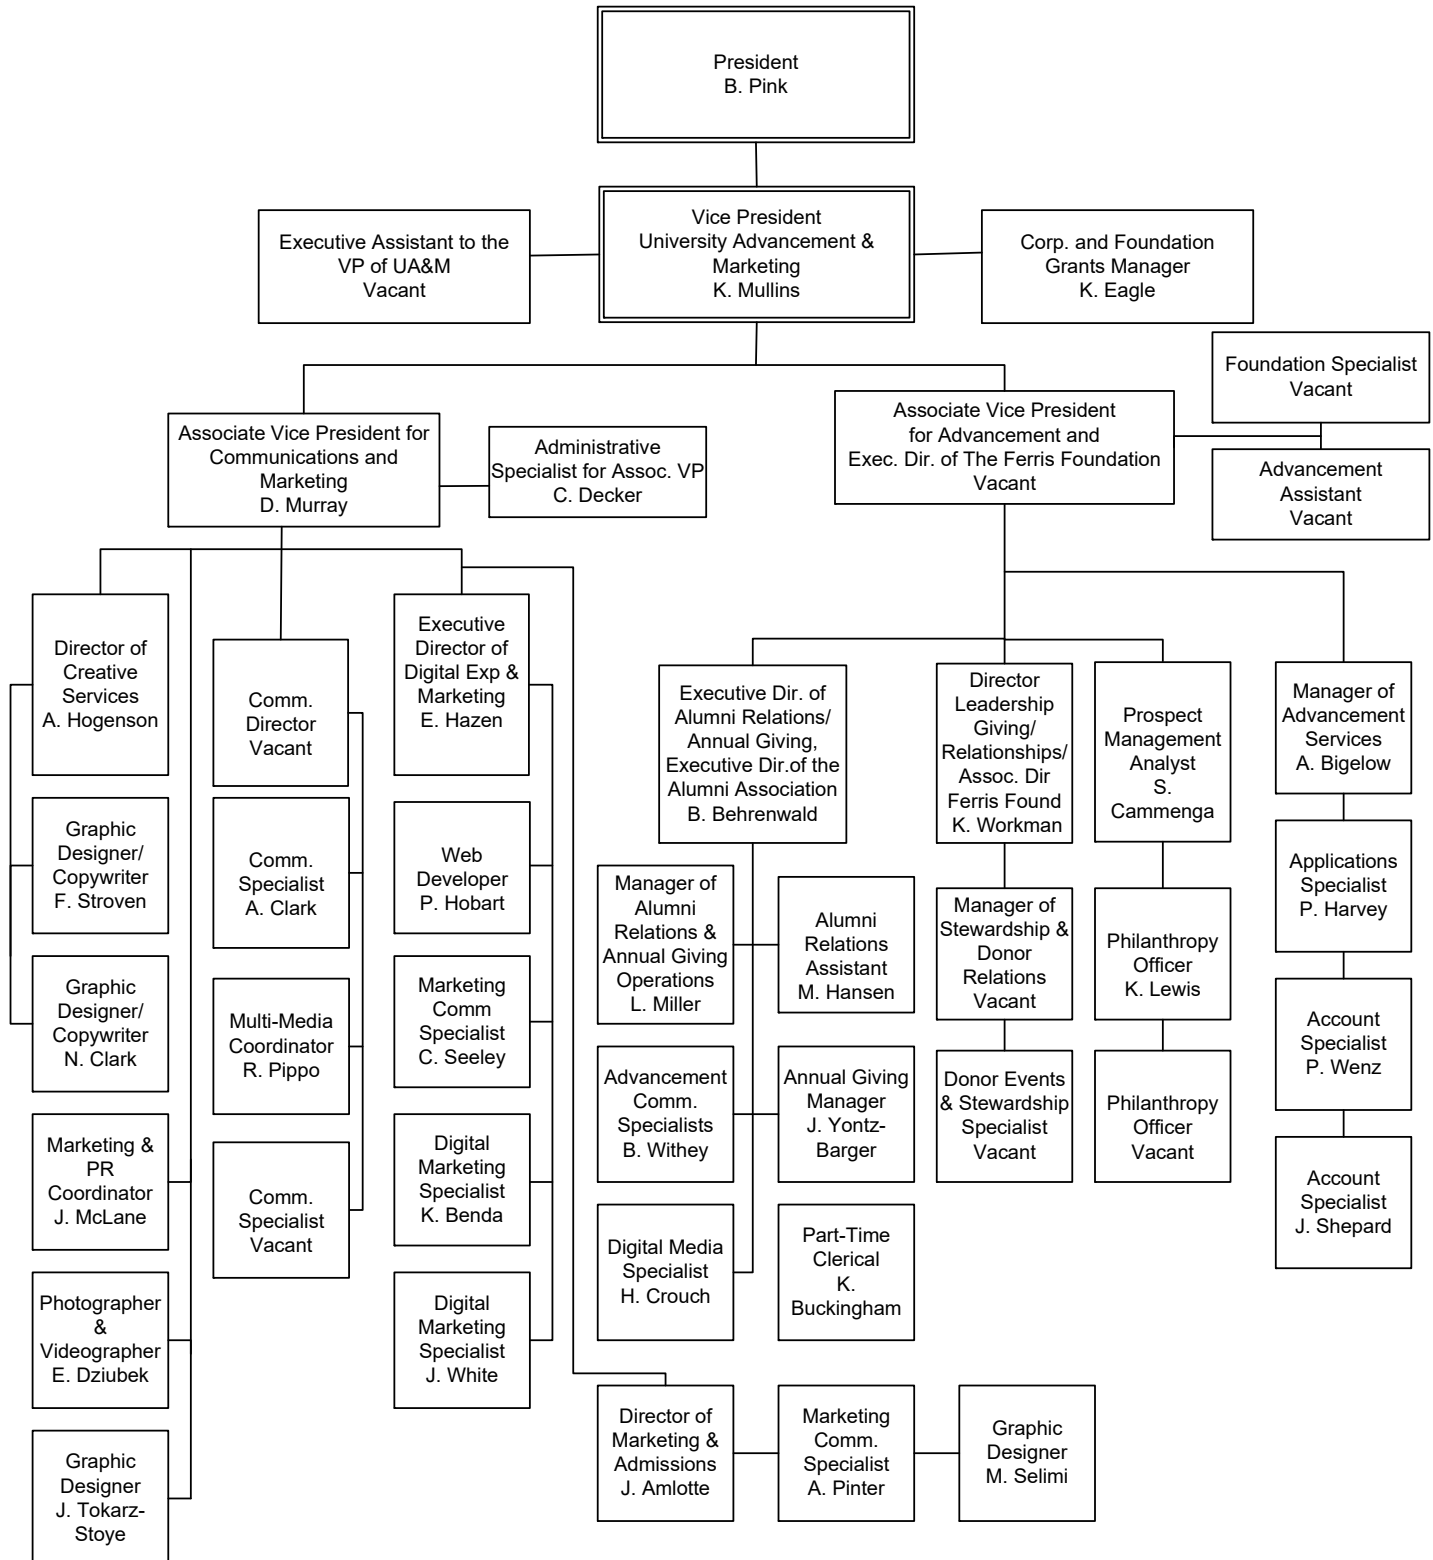 President
B. Pink
Executive Assistant to the
VP of UA&M
Vacant
Vice President
University Advancement &
Marketing
K. Mullins
Corp. and Foundation
Grants Manager
K. Eagle
Foundation Specialist
Vacant
Associate Vice President for
Communications and
Marketing
D. Murray
Administrative
Specialist for Assoc. VP
C. Decker
Associate Vice President
for Advancement and
Exec. Dir. of The Ferris Foundation
Vacant
Advancement
Assistant
Vacant
Director of
Creative
Services
A. Hogenson
Graphic
Designer/
Copywriter
F. Stroven
Graphic
Designer/
Copywriter
N. Clark
Marketing &
PR
Coordinator
J. McLane
Photographer
&
Videographer
E. Dziubek
Graphic
Designer
J. Tokarz-
Stoye
Comm.
Director
Vacant
Comm.
Specialist
A. Clark
Multi-Media
Coordinator
R. Pippo
Comm.
Specialist
Vacant
Executive
Director of
Digital Exp &
Marketing
E. Hazen
Web
Developer
P. Hobart
Marketing
Comm
Specialist
C. Seeley
Digital
Marketing
Specialist
K. Benda
Digital
Marketing
Specialist
J. White
Executive Dir. of
Alumni Relations/
Annual Giving,
Executive Dir.of the
Alumni Association
B. Behrenwald
Manager of
Alumni
Relations &
Annual Giving
Operations
L. Miller
Alumni
Relations
Assistant
M. Hansen
Advancement
Comm.
Specialists
B. Withey
Annual Giving
Manager
J. Yontz-
Barger
Digital Media
Specialist
H. Crouch
Part-Time
Clerical
K.
Buckingham
Director
Leadership
Giving/
Relationships/
Assoc. Dir
Ferris Found
K. Workman
Manager of
Stewardship &
Donor
Relations
Vacant
Donor Events
& Stewardship
Specialist
Vacant
Prospect
Management
Analyst
S.
Cammenga
Philanthropy
Officer
K. Lewis
Philanthropy
Officer
Vacant
Manager of
Advancement
Services
A. Bigelow
Applications
Specialist
P. Harvey
Account
Specialist
P. Wenz
Account
Specialist
J. Shepard
Director of
Marketing &
Admissions
J. Amlotte
Marketing
Comm.
Specialist
A. Pinter
Graphic
Designer
M. Selimi